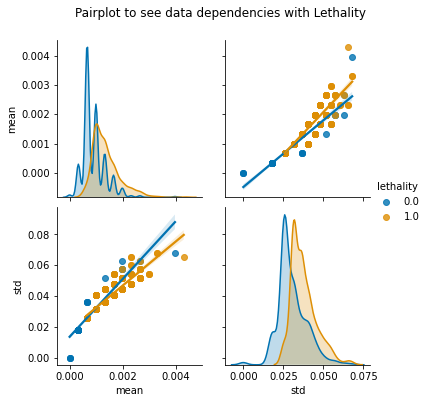 Pairplot to see data dependencies with Lethality
0.004
0.003
0.002
0.001
0.000
mean
lethality
0.0
1.0
0.08
0.06
0.04
0.02
0.00
std
0.000 0.002 0.004
mean
0.000 0.025 0.050 0.075
std